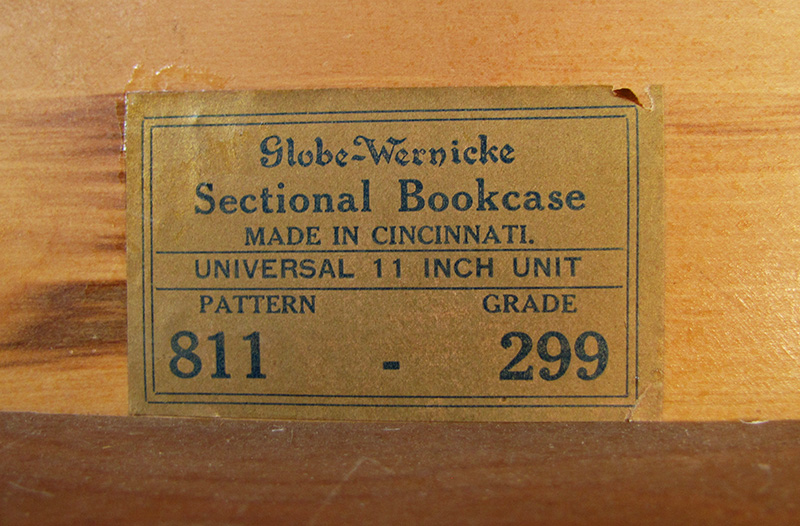 Globe-Wernicke
Sectional Bookcase
MADE IN CINCINNATI.
UNIVERSAL 11 INCH UNIT
PATTERN GRADE
811 - 299